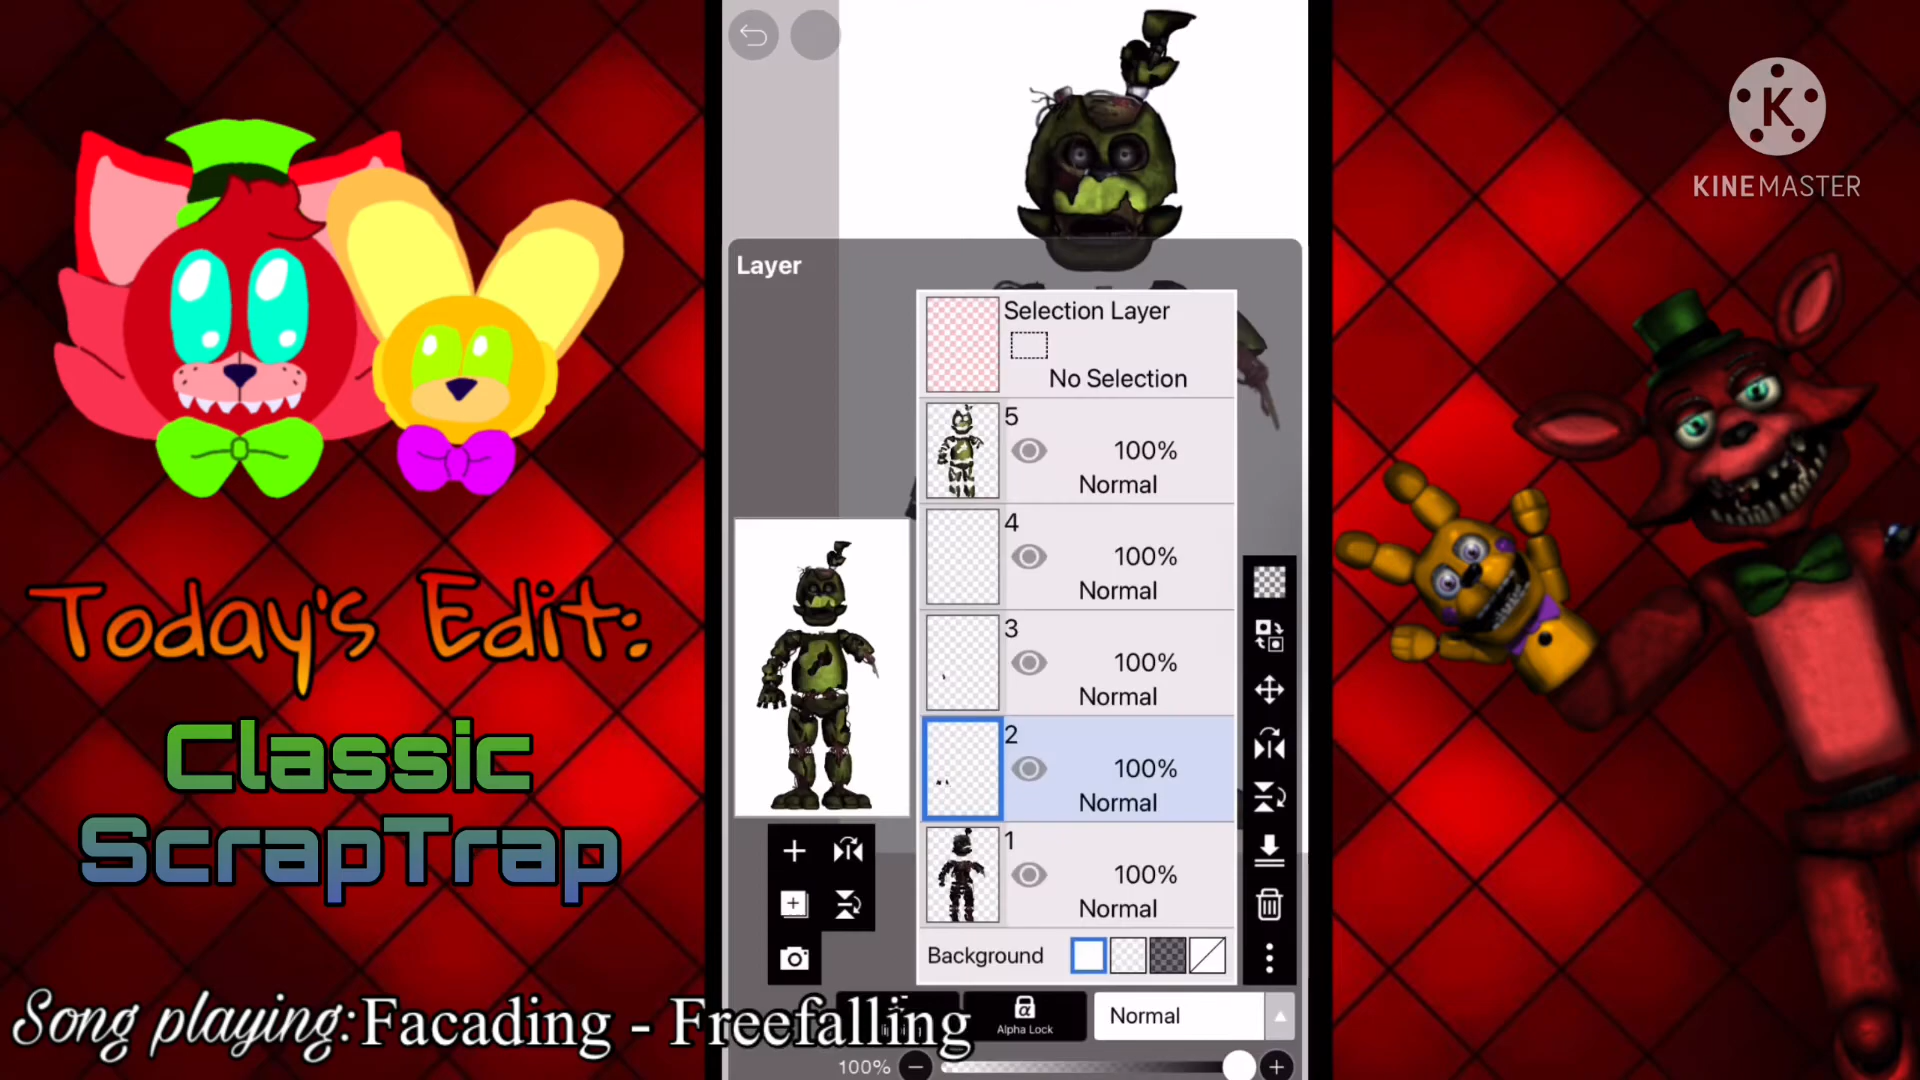 K
KINEMASTER
Layer
Selection Layer
No Selection
5
100%
Normal
4
100%
Normal
3
100%
Normal
2
100%
Normal
1
100%
Normal
Background
Today's Edit:
Classic
ScrapTrap
Song playing: Facading - Freefalling
Alpha Lock
Normal
100%